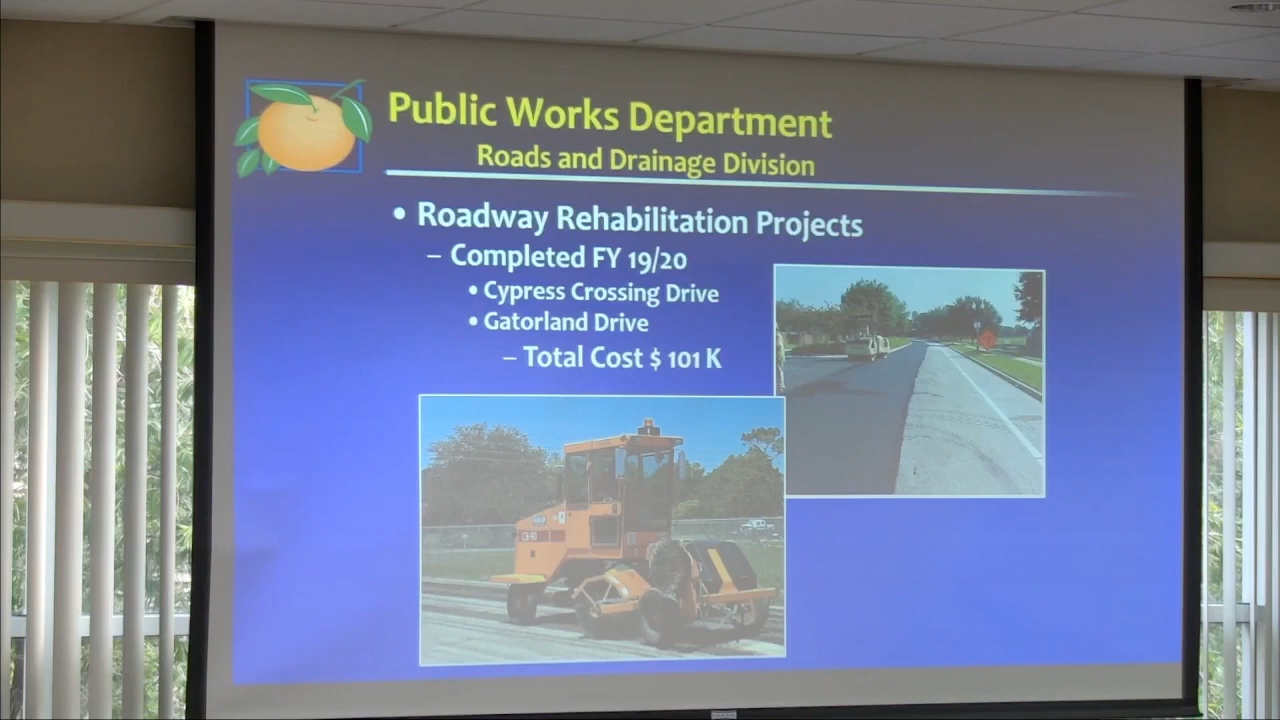 Public Works Department
Roads and Drainage Division
• Roadway Rehabilitation Projects
– Completed FY 19/20
• Cypress Crossing Drive
• Gatorland Drive
– Total Cost $ 101 K